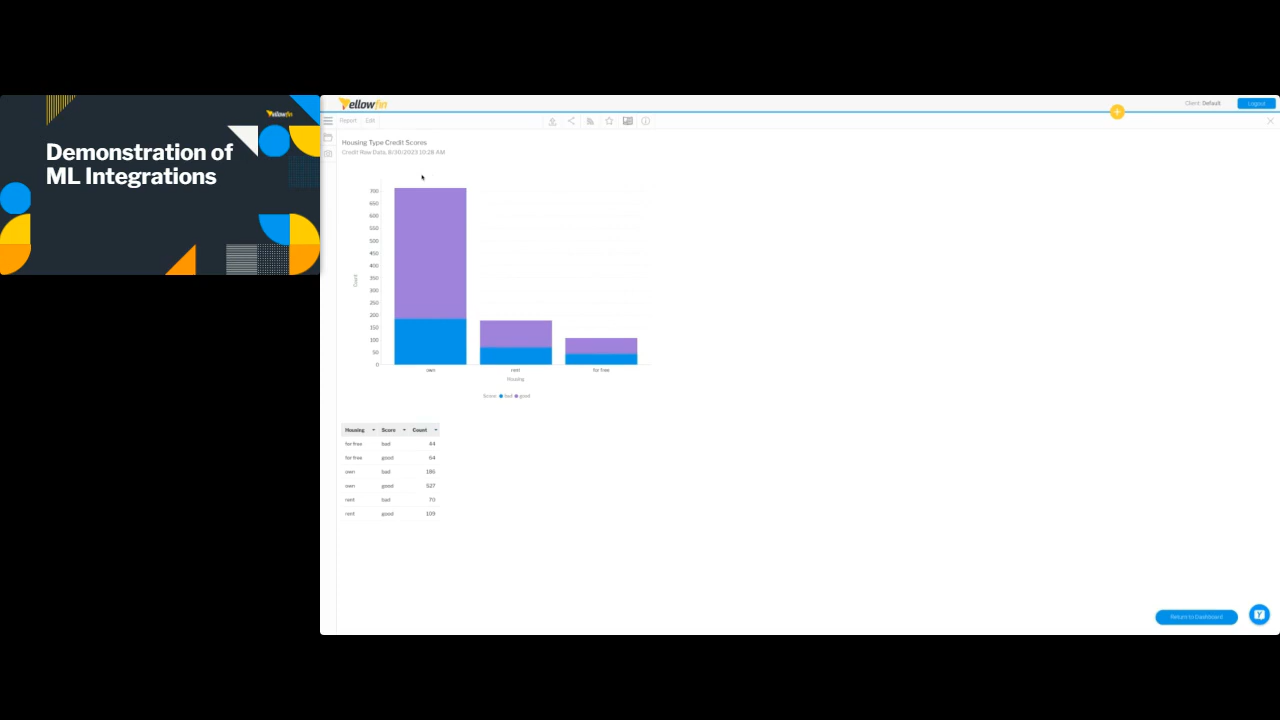 Yellowfin
Demonstration of
ML Integrations
Yellowfin
Client: Default
Logout
Report
Edit
Housing Type Credit Scores
Credit Raw Data, 8/30/2023 10:28 AM
700
650
600
550
500
450
400
350
300
250
200
150
100
50
0
Count
own
rent
for free
Housing
Score bad good
Housing Score Count
for free bad 44
for free good 64
own bad 186
own good 527
rent bad 70
rent good 109
Return to Dashboard